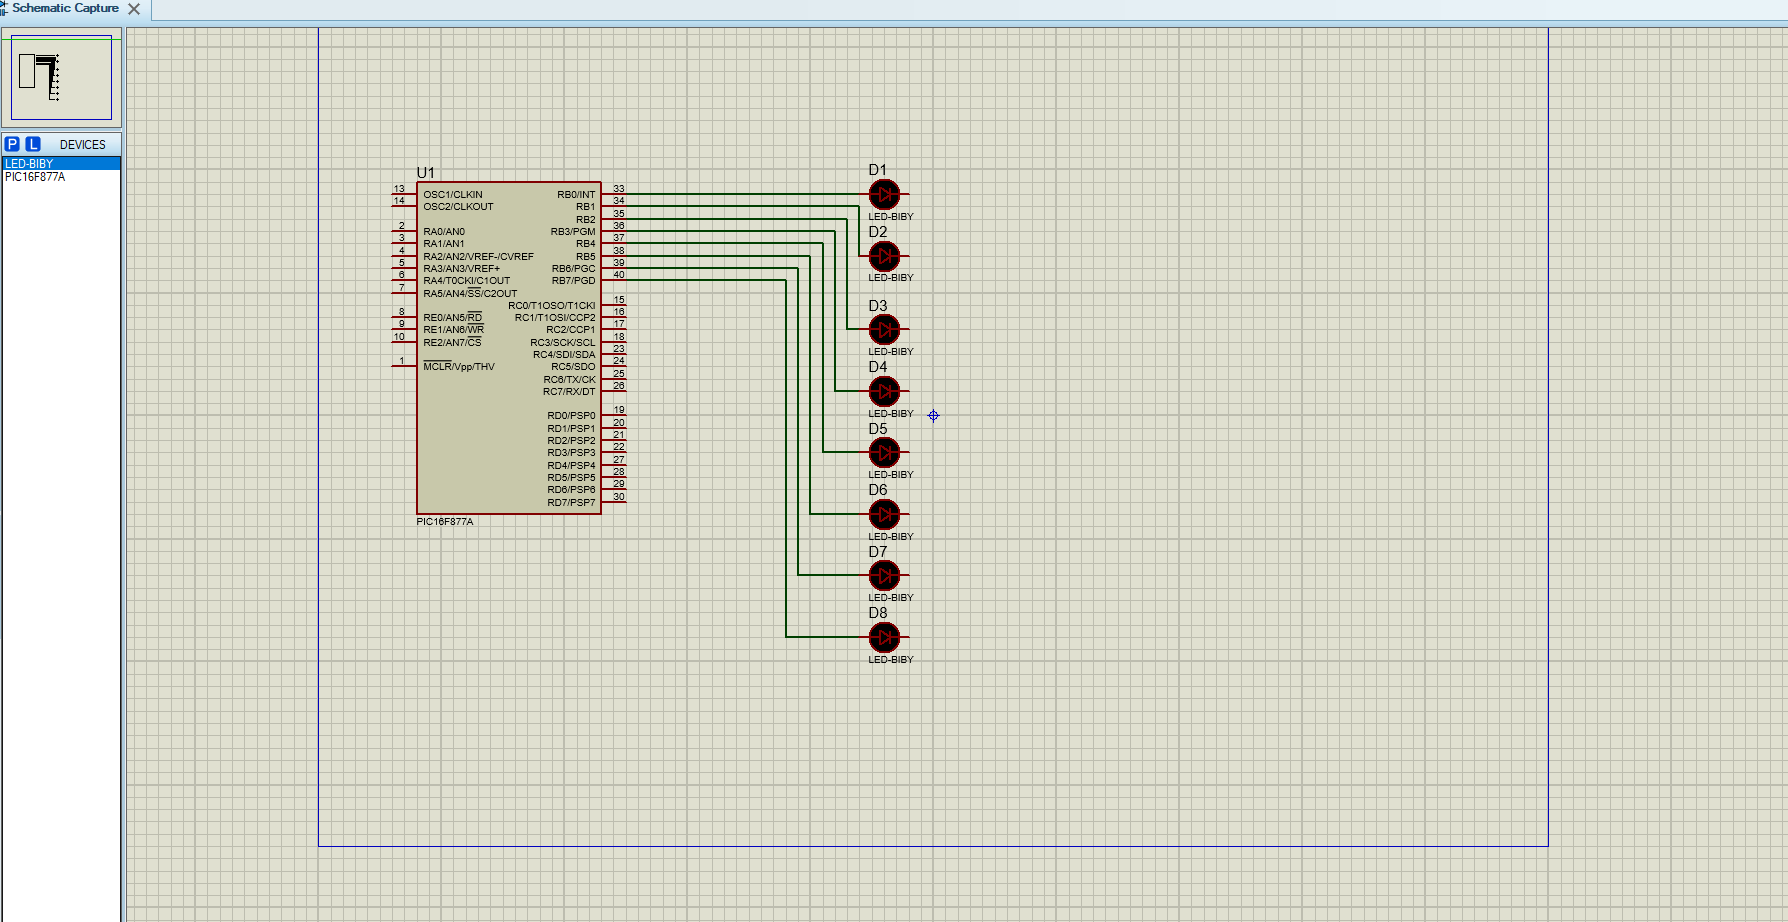 Schematic Capture
P L DEVICES
LED-BIBY
PIC16F877A
U1
13 OSC1/CLKIN
14 OSC2/CLKOUT
2 RA0/AN0
3 RA1/AN1
4 RA2/AN2/VREF-/CVREF
5 RA3/AN3/VREF+
6 RA4/T0CKI/C1OUT
7 RA5/AN4/SS/C2OUT
8 RE0/AN5/RD
9 RE1/AN6/WR
10 RE2/AN7/CS
1 MCLR/Vpp/THV
RB0/INT 33
RB1 34
RB2 35
RB3/PGM 36
RB4 37
RB5 38
RB6/PGC 39
RB7/PGD 40
RC0/T1OSO/T1CKI 15
RC1/T1OSI/CCP2 16
RC2/CCP1 17
RC3/SCK/SCL 18
RC4/SDI/SDA 23
RC5/SDO 24
RC6/TX/CK 25
RC7/RX/DT 26
RD0/PSP0 19
RD1/PSP1 20
RD2/PSP2 21
RD3/PSP3 22
RD4/PSP4 27
RD5/PSP5 28
RD6/PSP6 29
RD7/PSP7 30
PIC16F877A
D1
LED-BIBY
D2
LED-BIBY
D3
LED-BIBY
D4
LED-BIBY
D5
LED-BIBY
D6
LED-BIBY
D7
LED-BIBY
D8
LED-BIBY